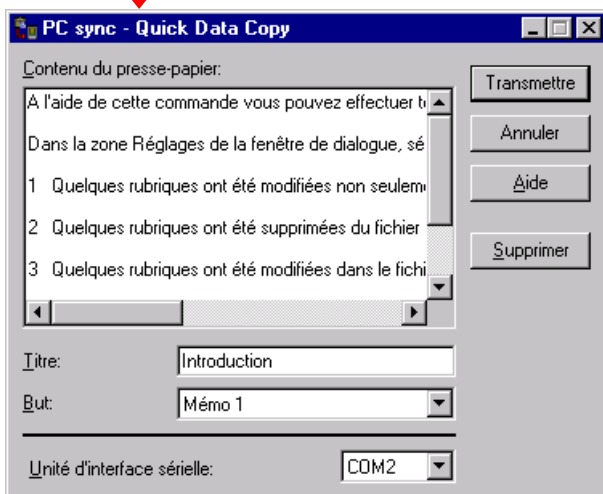 PC sync - Quick Data Copy
Contenu du presse-papier:
A l'aide de cette commande vous pouvez effectuer
Dans la zone Réglages de la fenêtre de dialogue, sé
1 Quelques rubriques ont été modifiées non seulem
2 Quelques rubriques ont été supprimées du fichier
3 Quelques rubriques ont été modifiées dans le fichi
Transmettre
Annuler
Aide
Supprimer
Titre: Introduction
But: Mémo 1
Unité d'interface sérielle: COM2